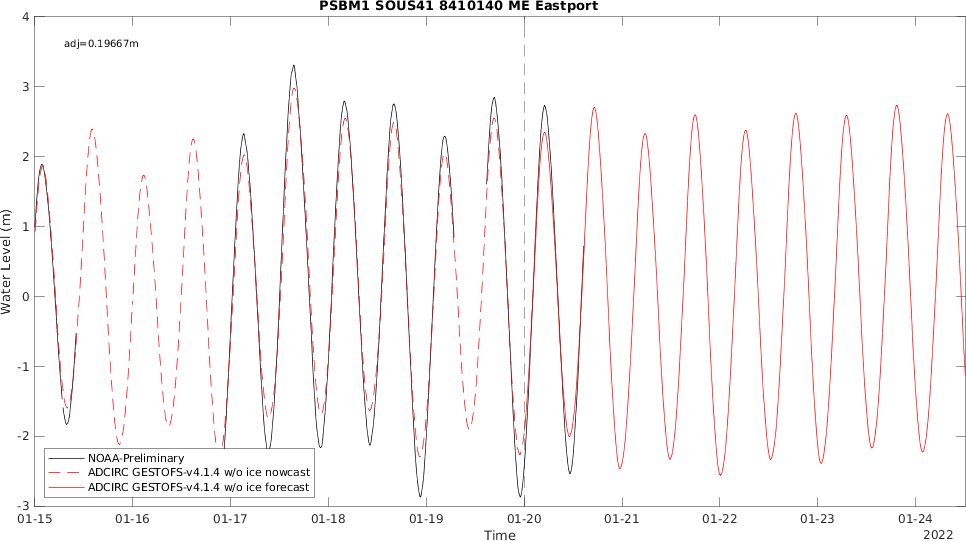 PSBM1 SOUS41 8410140 ME Eastport
adj=0.19667m
Water Level (m)
4
3
2
1
0
-1
-2
-3
NOAA-Preliminary
ADCIRC GESTOFS-v4.1.4 w/o ice nowcast
ADCIRC GESTOFS-v4.1.4 w/o ice forecast
01-15 01-16 01-17 01-18 01-19 01-20 01-21 01-22 01-23 01-24
Time
2022